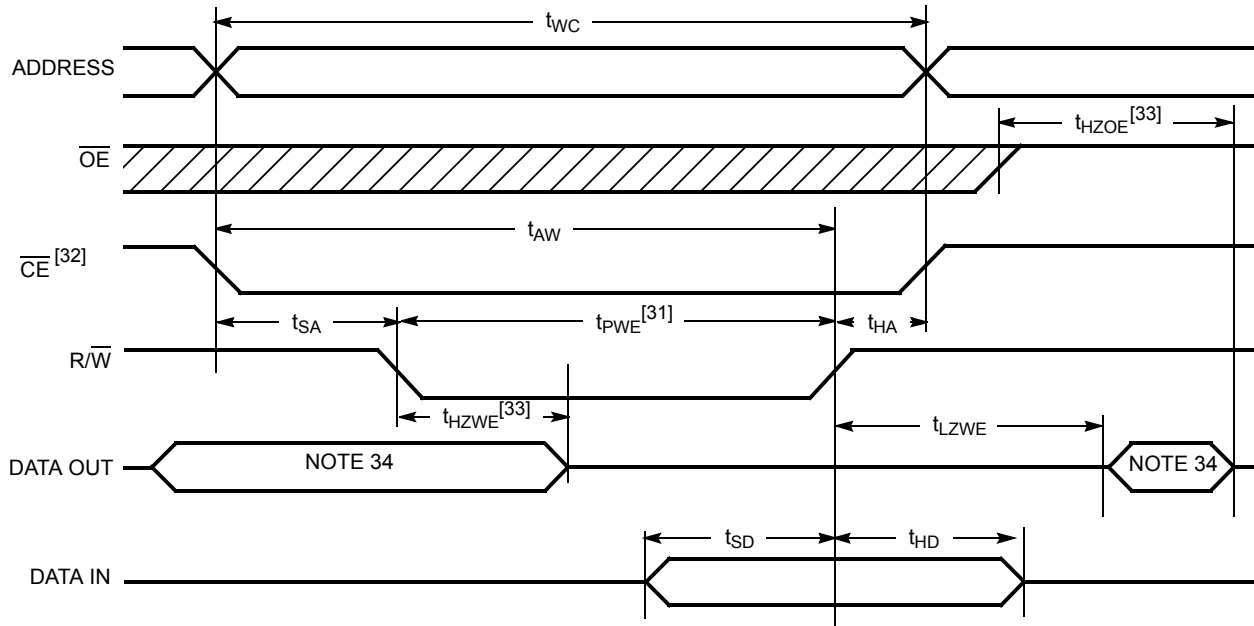 tWC
ADDRESS
tHZOE[33]
OE
tAW
CE [32]
tSA
tPWE[31]
tHA
R/W
tHZWE[33]
tLZWE
DATA OUT
NOTE 34
NOTE 34
tSD
tHD
DATA IN